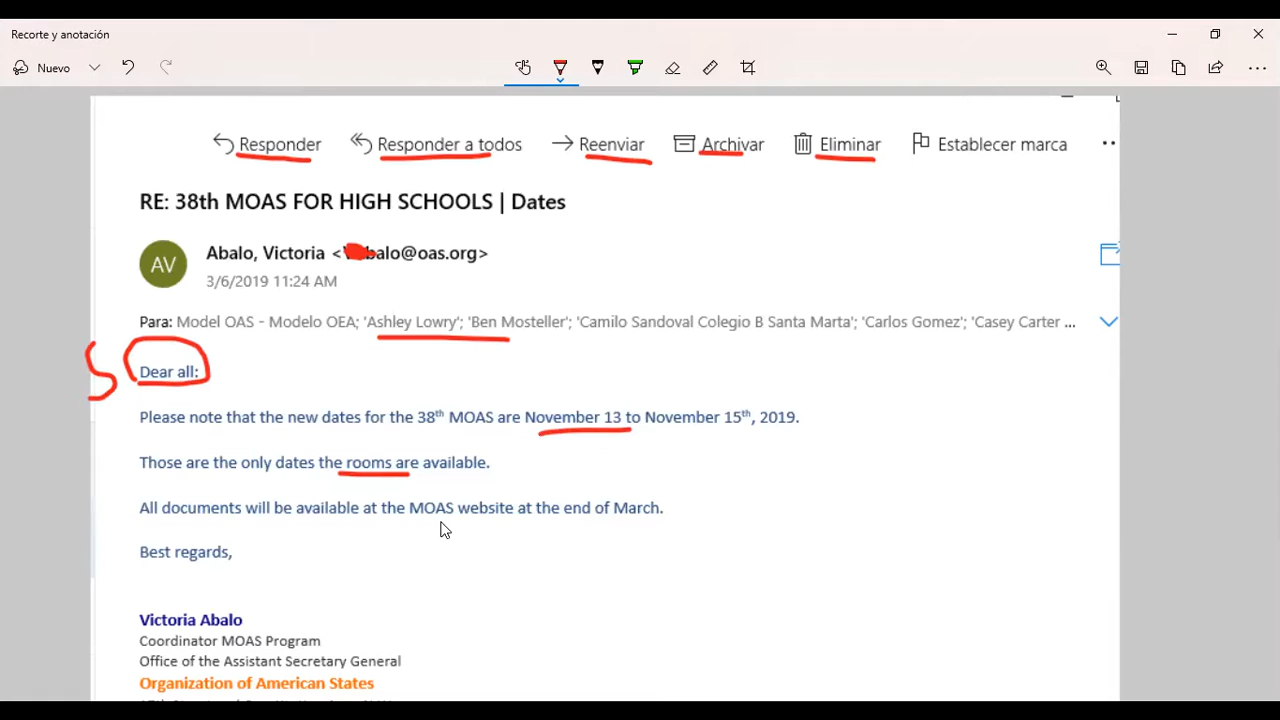 Recorte y anotación
Nuevo
Responder Responder a todos Reenviar Archivar Eliminar Establecer marca
RE: 38th MOAS FOR HIGH SCHOOLS | Dates
AV
Abalo, Victoria < balo@oas.org>
3/6/2019 11:24 AM
Para: Model OAS - Modelo OEA; 'Ashley Lowry'; 'Ben Mosteller'; 'Camilo Sandoval Colegio B Santa Marta'; 'Carlos Gomez'; 'Casey Carter ...
S
Dear all:
Please note that the new dates for the 38th MOAS are November 13 to November 15th, 2019.
Those are the only dates the rooms are available.
All documents will be available at the MOAS website at the end of March.
Best regards,
Victoria Abalo
Coordinator MOAS Program
Office of the Assistant Secretary General
Organization of American States